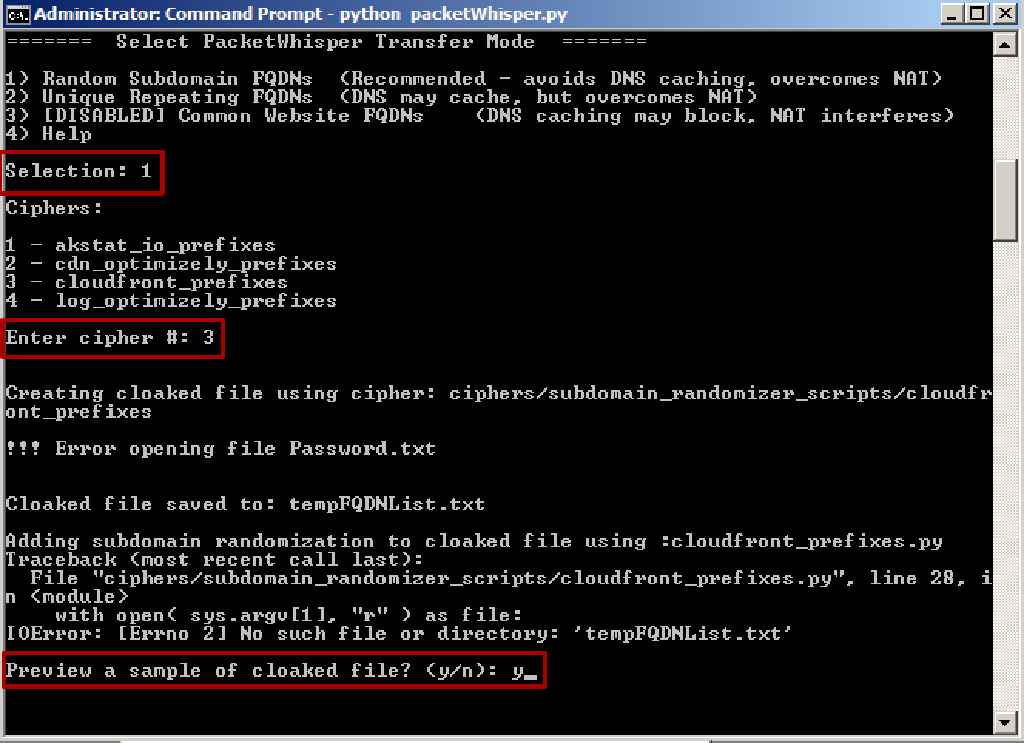 Administrator: Command Prompt - python packetWhisper.py
======= Select PacketWhisper Transfer Mode =======
1) Random Subdomain FQDNs (Recommended - avoids DNS caching, overcomes NAT)
2) Unique Repeating FQDNs (DNS may cache, but overcomes NAT)
3) [DISABLED] Common Website FQDNs (DNS caching may block, NAT interferes)
4) Help
Selection: 1
Ciphers:
1 - akstat_io_prefixes
2 - cdn_optimizely_prefixes
3 - cloudfront_prefixes
4 - log_optimizely_prefixes
Enter cipher #: 3
Creating cloaked file using cipher: ciphers/subdomain_randomizer_scripts/cloudfr
ont_prefixes
!!! Error opening file Password.txt
Cloaked file saved to: tempFQDNList.txt
Adding subdomain randomization to cloaked file using :cloudfront_prefixes.py
Traceback (most recent call last):
File "ciphers/subdomain_randomizer_scripts/cloudfront_prefixes.py", line 28, i
n <module>
with open( sys.argv[1], "r" ) as file:
IOError: [Errno 2] No such file or directory: 'tempFQDNList.txt'
Preview a sample of cloaked file? (y/n): y_